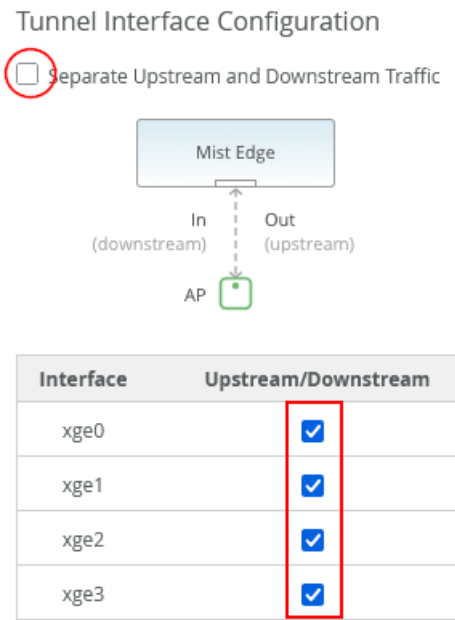 Tunnel Interface Configuration
Separate Upstream and Downstream Traffic
Mist Edge
In Out
(downstream) (upstream)
AP
Interface Upstream/Downstream
xge0
xge1
xge2
xge3